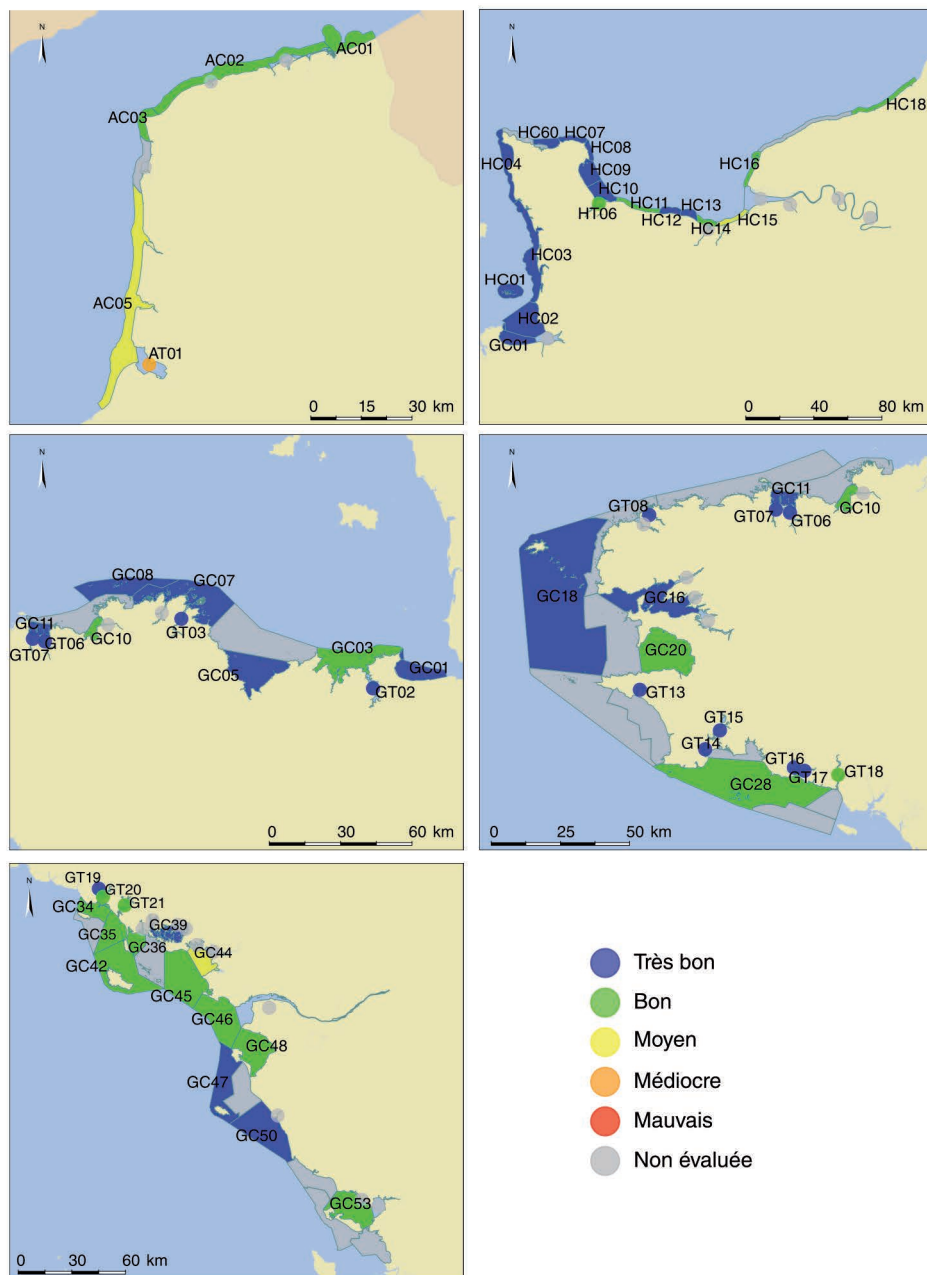 N
AC01
AC02
AC03
AC05
AT01
0 15 30 km
N
HC18
HC60
HC07
HC08
HC04
HC09
HC16
HC10
HC11
HC13
HT06
HC12
HC14
HC15
HC03
HC01
HC02
GC01
0 40 80 km
N
GC08
GC07
GC11
GC10
GT03
GT06
GT07
GC03
GC05
GC01
GT02
0 30 60 km
N
GC11
GT08
GC10
GT07
GT06
GC18
GC16
GC20
GT13
GT15
GT14
GT16
GT17
GT18
GC28
0 25 50 km
N
GT19
GT20
GT21
GC34
GC39
GC35
GC36
GC44
GC42
GC45
GC46
GC48
GC47
GC50
GC53
0 30 60 km
Très bon
Bon
Moyen
Médiocre
Mauvais
Non évaluée